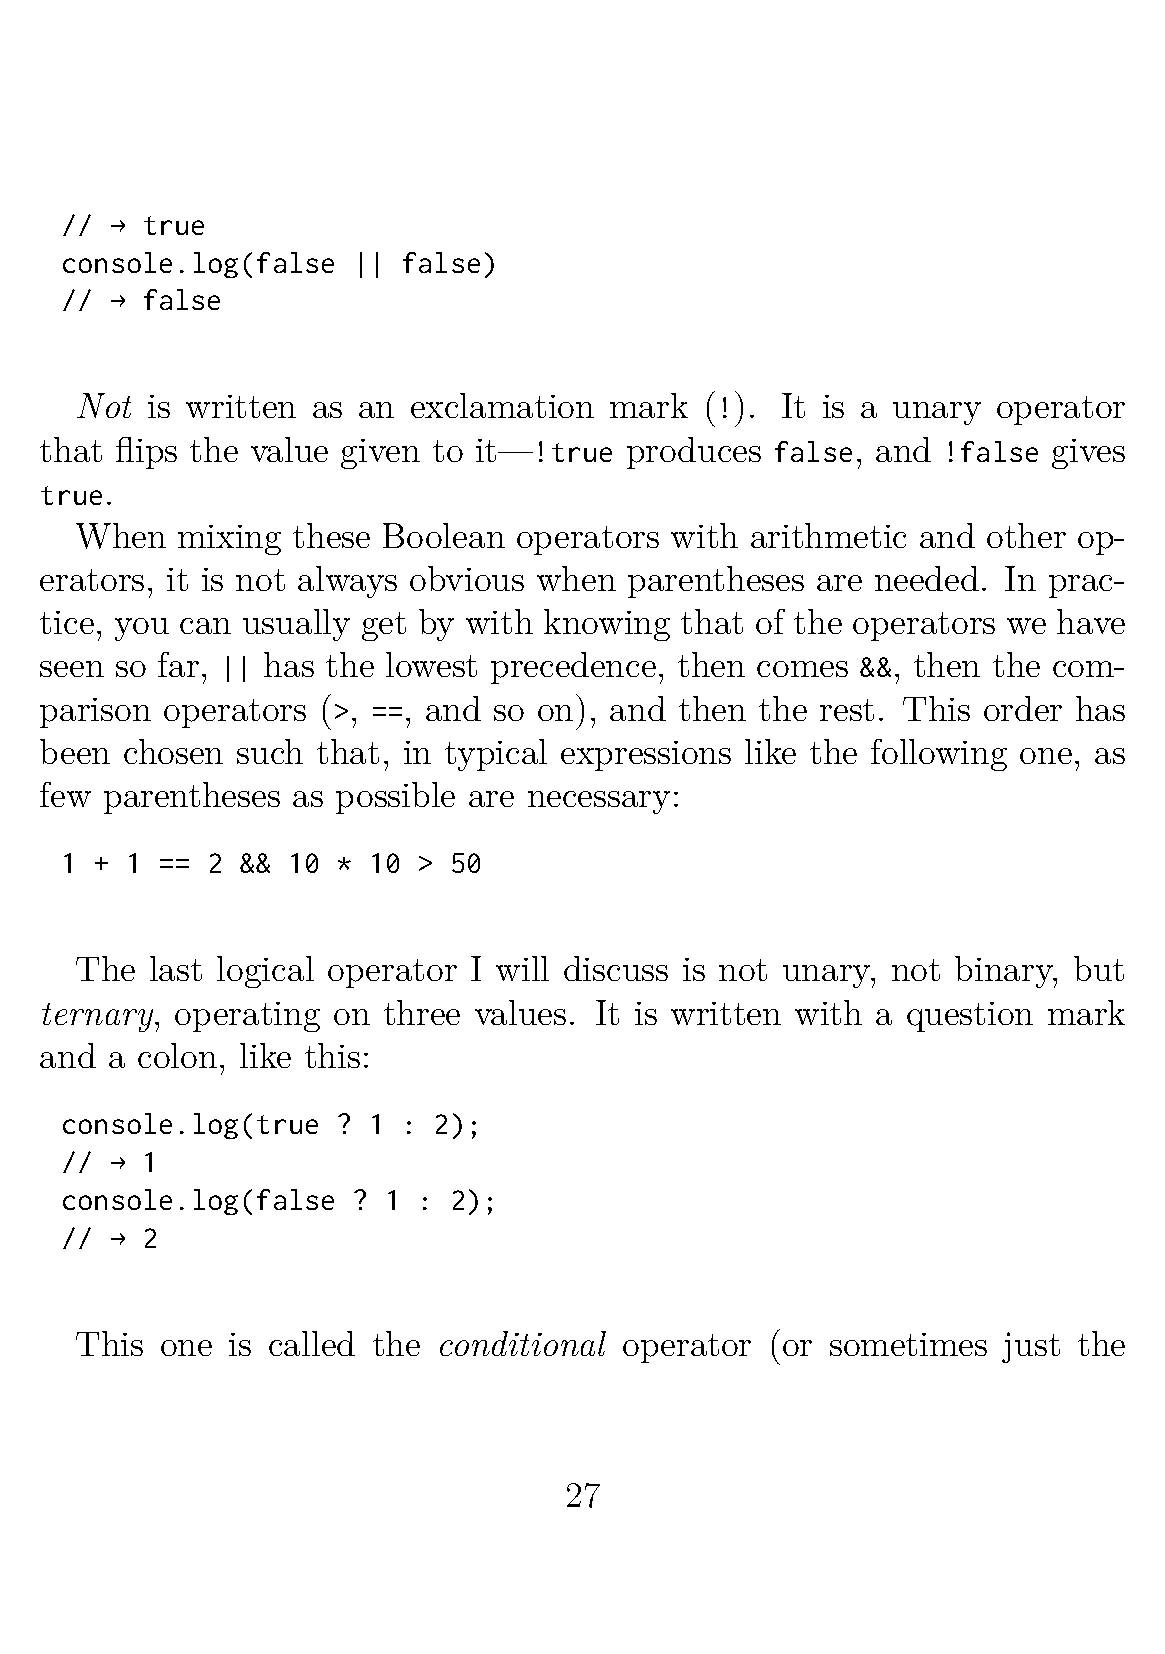 // → true
console.log(false || false)
// → false
Not is written as an exclamation mark (!). It is a unary operator
that flips the value given to it—!true produces false, and !false gives
true.
When mixing these Boolean operators with arithmetic and other op-
erators, it is not always obvious when parentheses are needed. In prac-
tice, you can usually get by with knowing that of the operators we have
seen so far, || has the lowest precedence, then comes &&, then the com-
parison operators (>, ==, and so on), and then the rest. This order has
been chosen such that, in typical expressions like the following one, as
few parentheses as possible are necessary:
1 + 1 == 2 && 10 * 10 > 50
The last logical operator I will discuss is not unary, not binary, but
ternary, operating on three values. It is written with a question mark
and a colon, like this:
console.log(true ? 1 : 2);
// → 1
console.log(false ? 1 : 2);
// → 2
This one is called the conditional operator (or sometimes just the
27